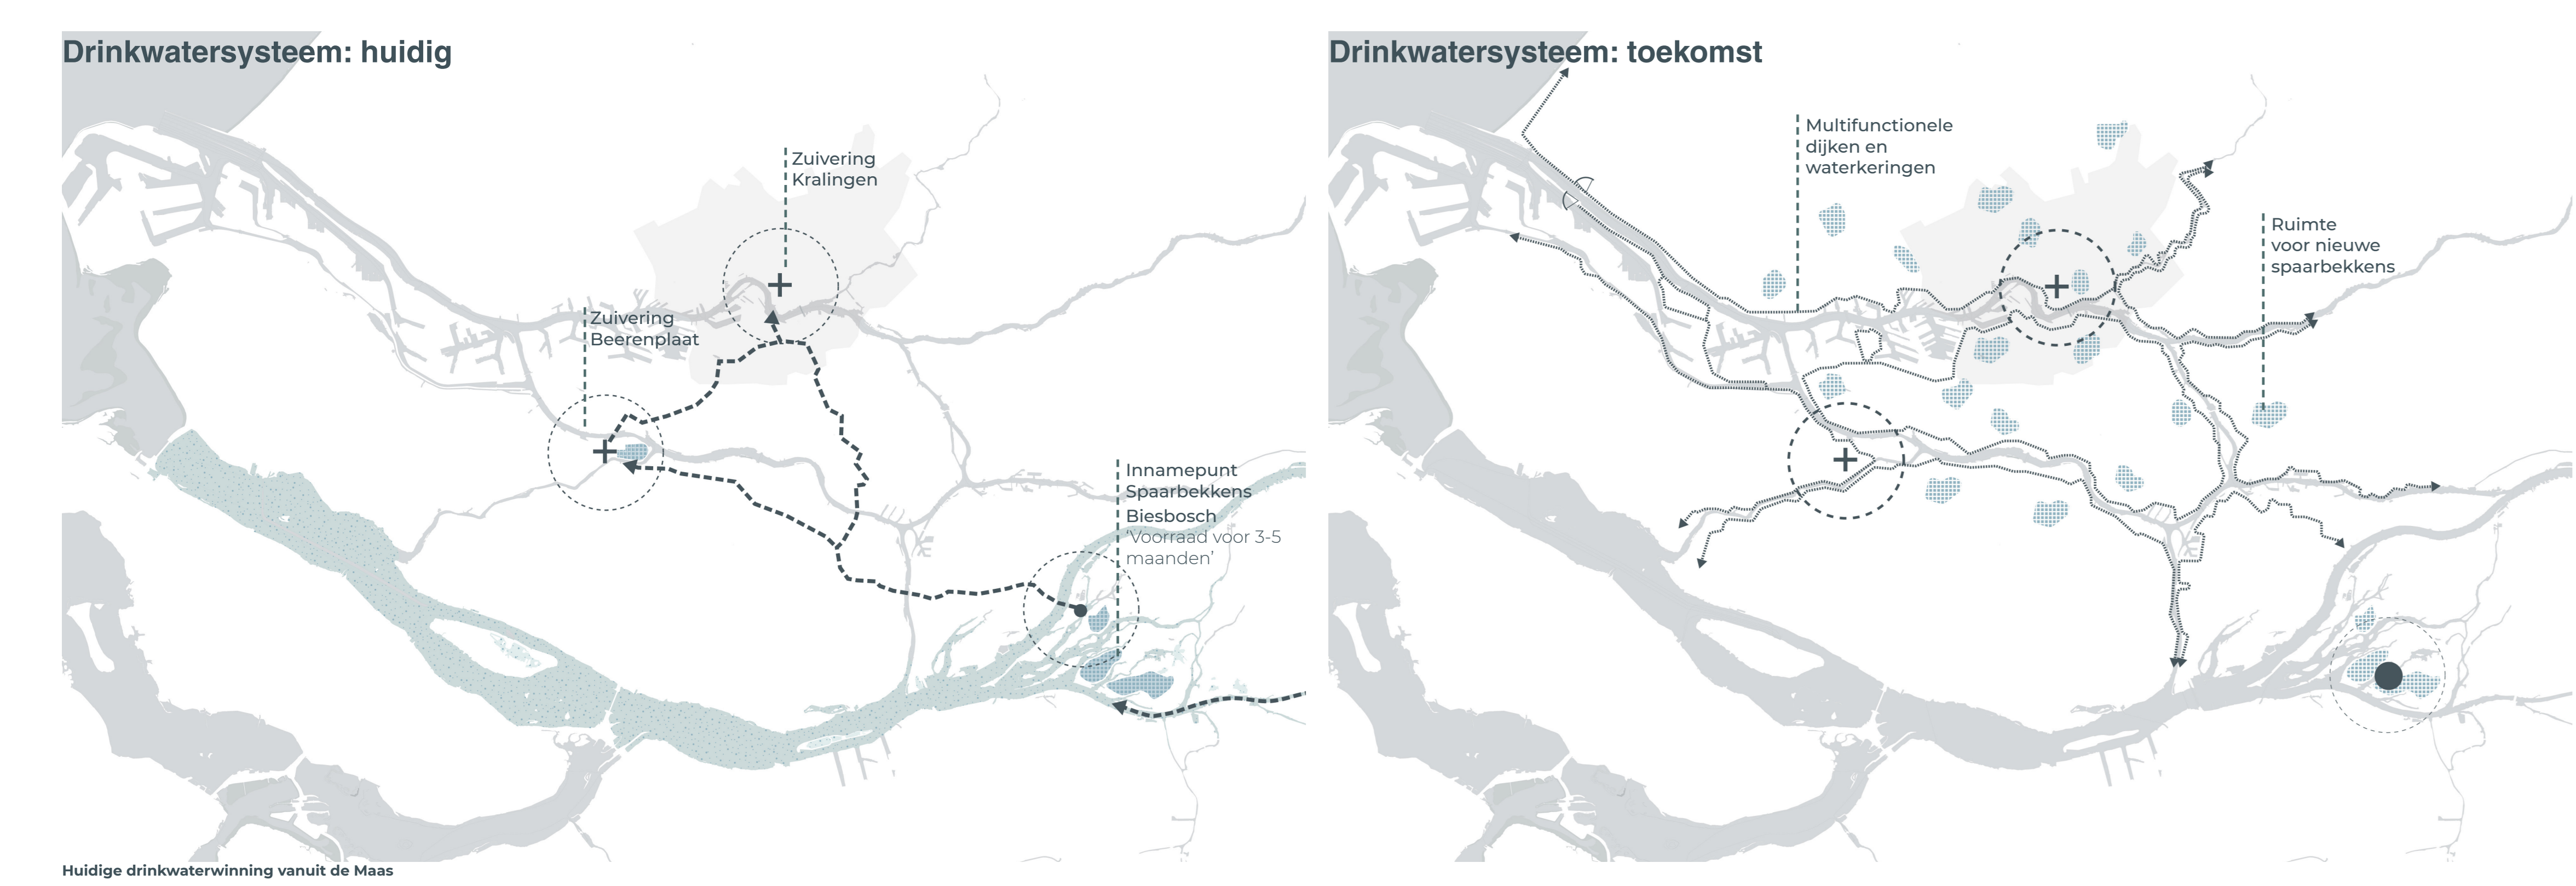 Drinkwatersysteem: huidig
Zuivering
Kralingen
Zuivering
Beerenplaat
Innamepunt
Spaarbekkens
Biesbosch
‘Voorraad voor 3-5
maanden’
Huidige drinkwaterwinning vanuit de Maas
Drinkwatersysteem: toekomst
Multifunctionele
dijken en
waterkeringen
Ruimte
voor nieuwe
spaarbekkens